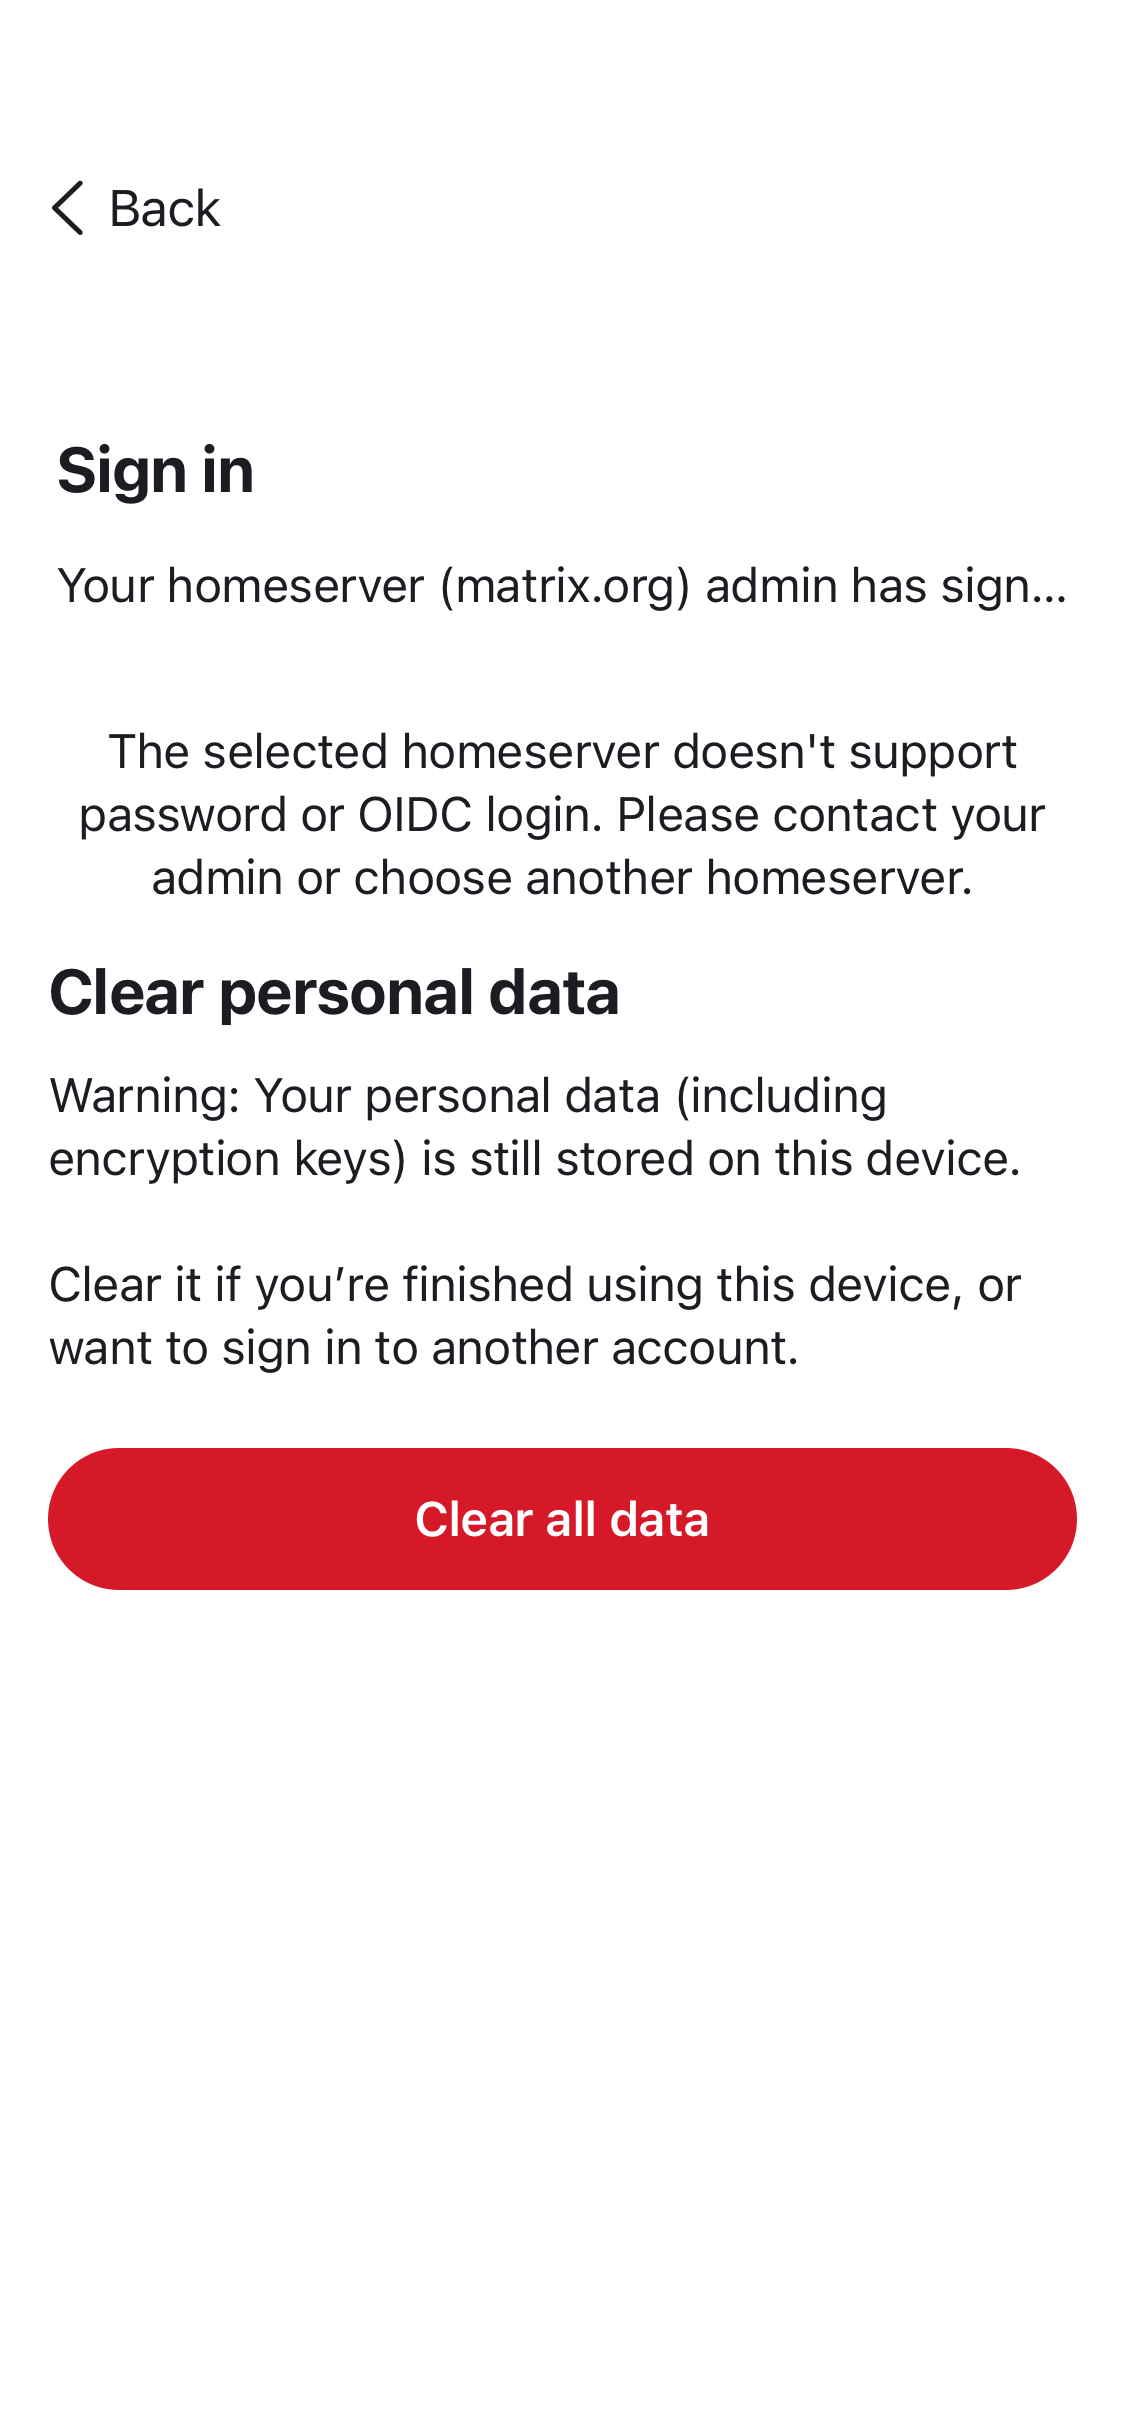 Back
Sign in
Your homeserver (matrix.org) admin has sign...
The selected homeserver doesn't support
password or OIDC login. Please contact your
admin or choose another homeserver.
Clear personal data
Warning: Your personal data (including
encryption keys) is still stored on this device.
Clear it if you’re finished using this device, or
want to sign in to another account.
Clear all data